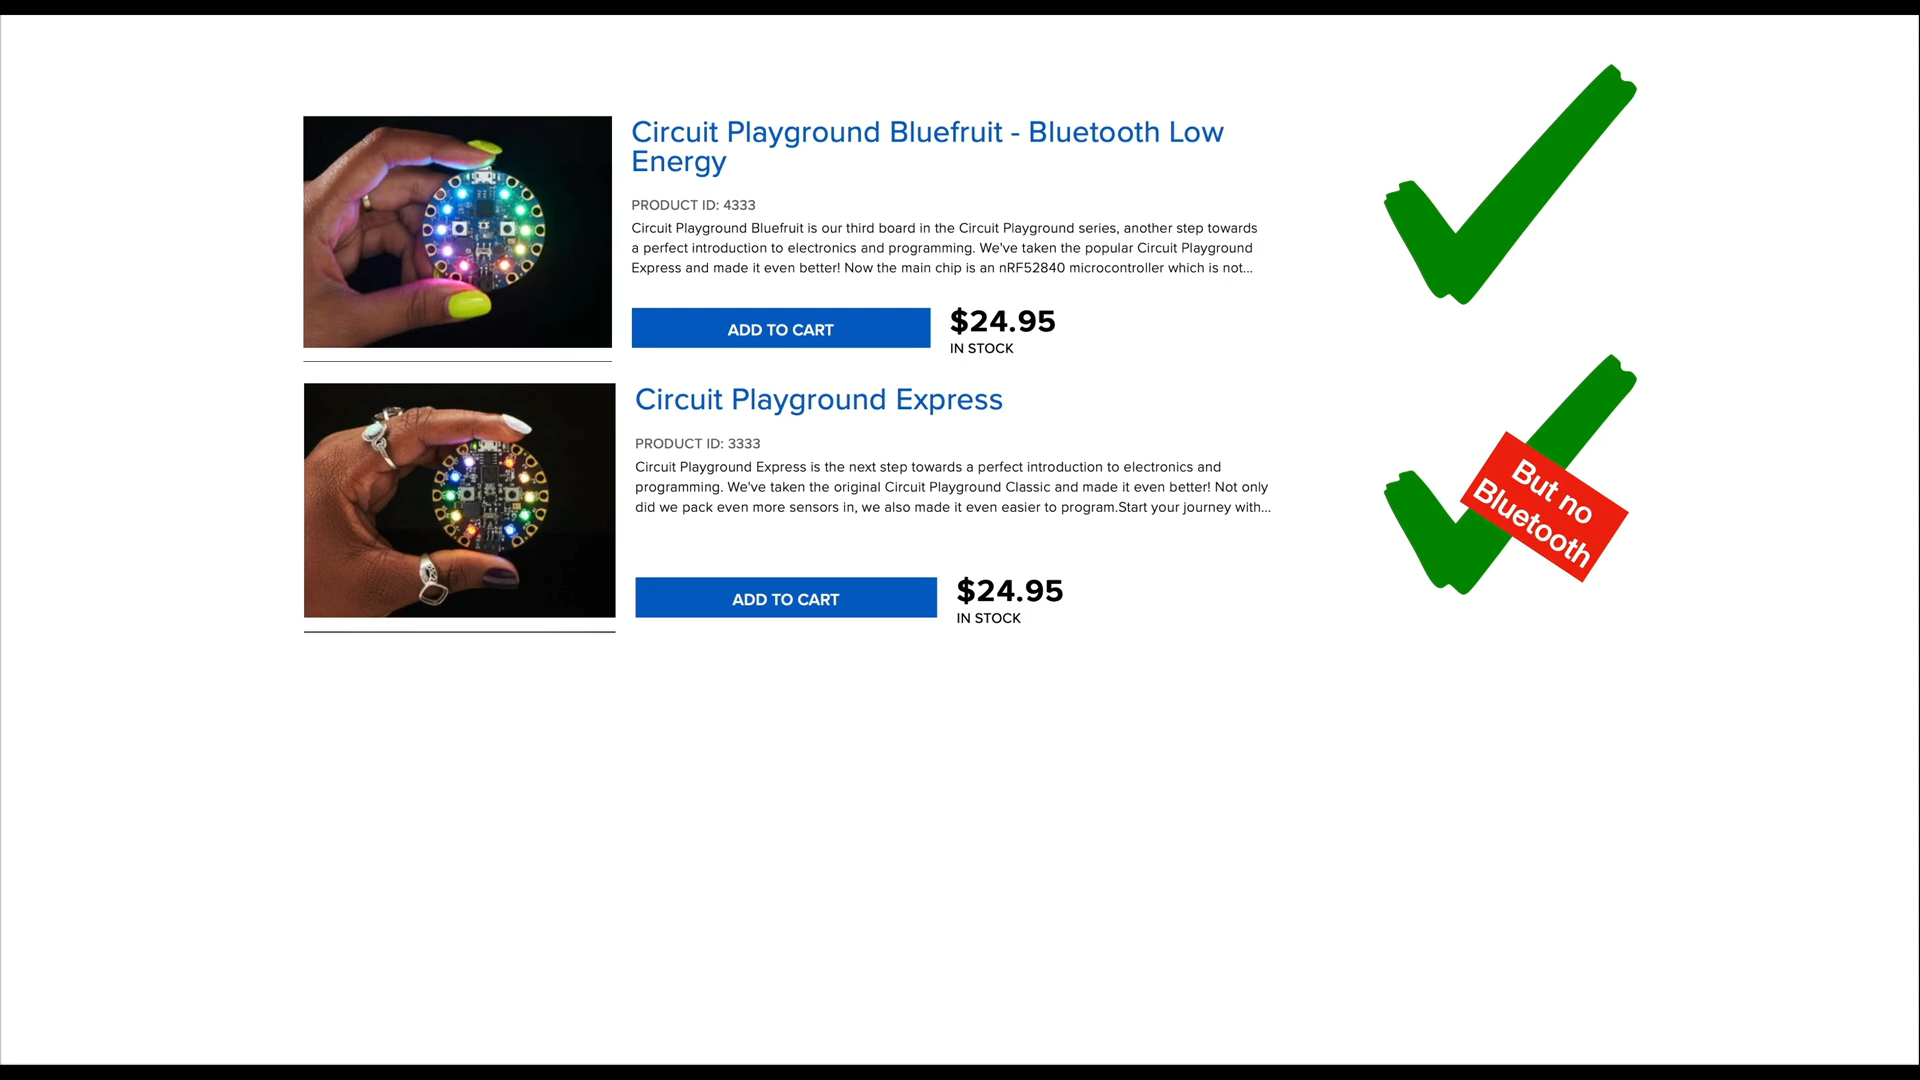 Circuit Playground Bluefruit - Bluetooth Low
Energy
PRODUCT ID: 4333
Circuit Playground Bluefruit is our third board in the Circuit Playground series, another step towards
a perfect introduction to electronics and programming. We've taken the popular Circuit Playground
Express and made it even better! Now the main chip is an nRF52840 microcontroller which is not...
ADD TO CART
$24.95
IN STOCK
Circuit Playground Express
PRODUCT ID: 3333
Circuit Playground Express is the next step towards a perfect introduction to electronics and
programming. We've taken the original Circuit Playground Classic and made it even better! Not only
did we pack even more sensors in, we also made it even easier to program.Start your journey with...
ADD TO CART
$24.95
IN STOCK
But no
Bluetooth